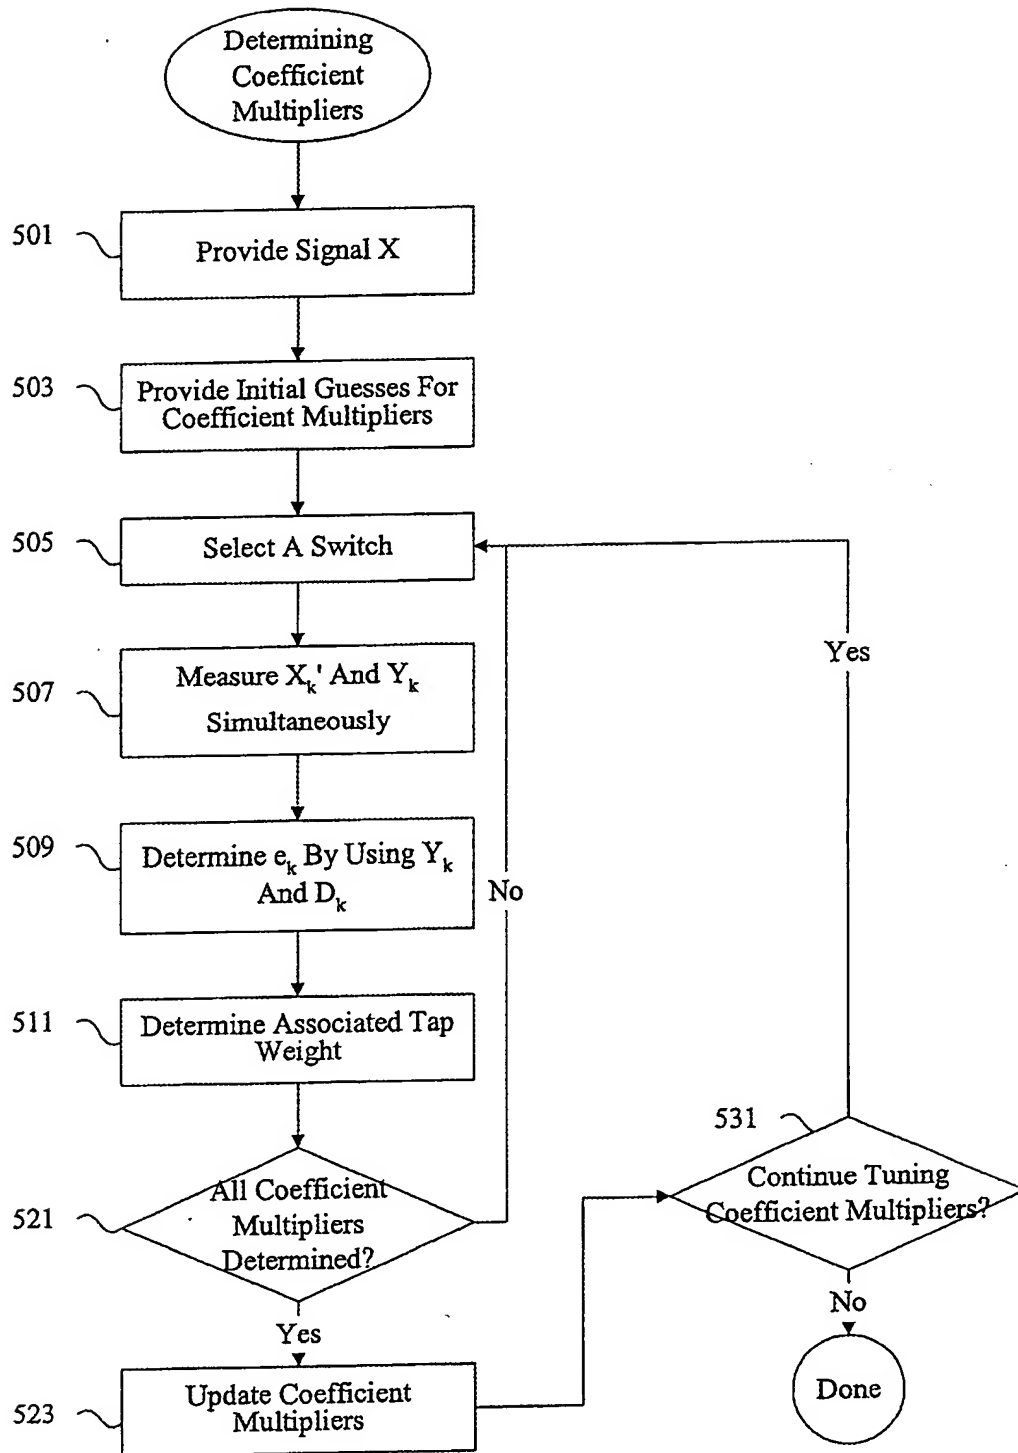 Determining
Coefficient
Multipliers
501
Provide Signal X
503
Provide Initial Guesses For
Coefficient Multipliers
505
Select A Switch
507
Measure Xk' And Yk
Simultaneously
509
Determine ek By Using Yk
And Dk
No
Yes
511
Determine Associated Tap
Weight
521
All Coefficient
Multipliers
Determined?
531
Continue Tuning
Coefficient Multipliers?
Yes
No
523
Update Coefficient
Multipliers
Done